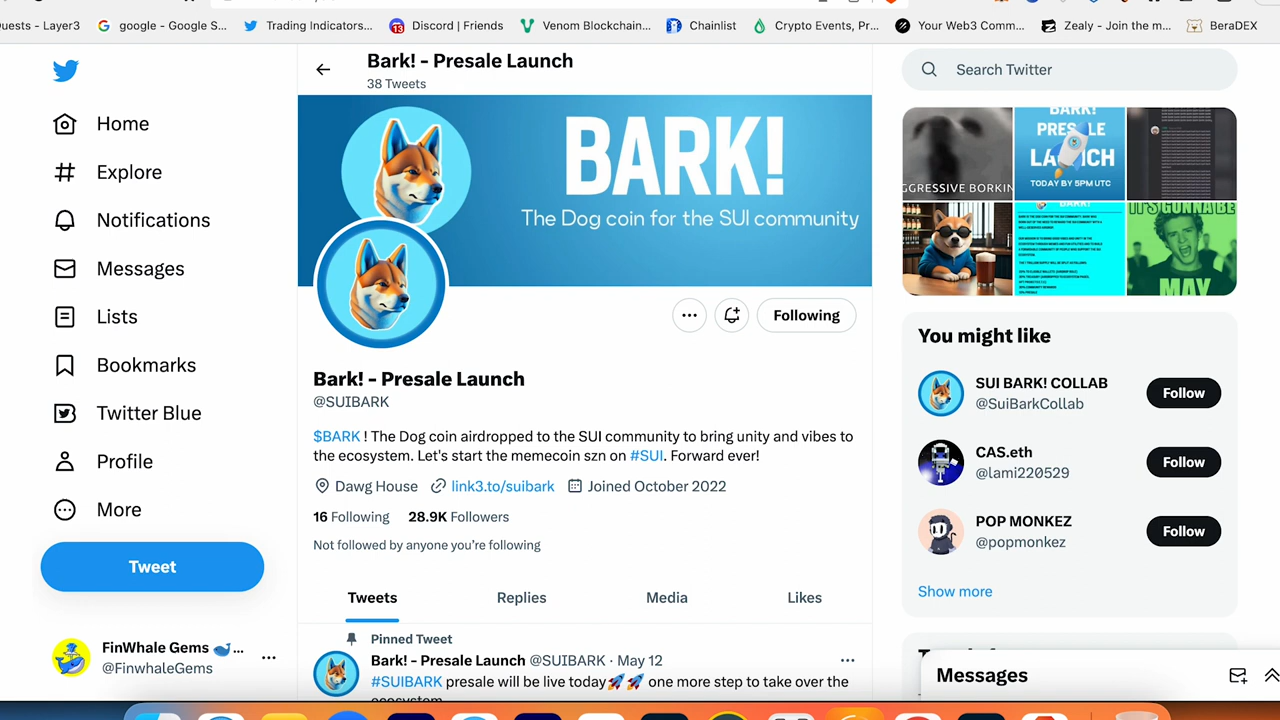 uests - Layer3
google - Google S...
Trading Indicators...
13
Discord | Friends
Venom Blockchain...
Chainlist
Crypto Events, Pr...
Your Web3 Comm...
Zealy - Join the m...
BeraDEX
Home
Explore
Notifications
Messages
Lists
Bookmarks
Twitter Blue
Profile
More
Tweet
FinWhale Gems 🐋...
@FinwhaleGems
Bark! - Presale Launch
38 Tweets
BARK!
The Dog coin for the SUI community
Following
Bark! - Presale Launch
@SUIBARK
$BARK ! The Dog coin airdropped to the SUI community to bring unity and vibes to
the ecosystem. Let's start the memecoin szn on #SUI. Forward ever!
Dawg House link3.to/suibark Joined October 2022
16 Following 28.9K Followers
Not followed by anyone you’re following
Tweets Replies Media Likes
Pinned Tweet
Bark! - Presale Launch @SUIBARK · May 12
#SUIBARK presale will be live today🚀🚀 one more step to take over the
ecosystem
Search Twitter
GGRESSIVE BORKIN
BARK!
PRESALE
LAUNCH
TODAY BY 5PM UTC
IT'S GONNA BE
MAY
You might like
SUI BARK! COLLAB
@SuiBarkCollab
Follow
CAS.eth
@lami220529
Follow
POP MONKEZ
@popmonkez
Follow
Show more
Messages